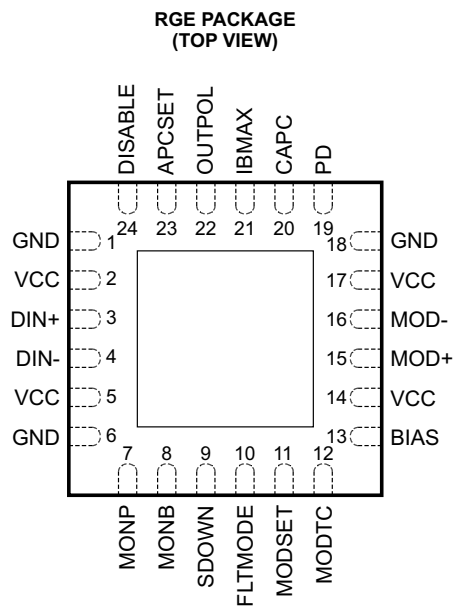 RGE PACKAGE
(TOP VIEW)
DISABLE
APCSET
OUTPOL
IBMAX
CAPC
PD
24 23 22 21 20 19
GND 1
VCC 2
DIN+ 3
DIN- 4
VCC 5
GND 6
18 GND
17 VCC
16 MOD-
15 MOD+
14 VCC
13 BIAS
7 8 9 10 11 12
MONP
MONB
SDOWN
FLTMODE
MODSET
MODTC